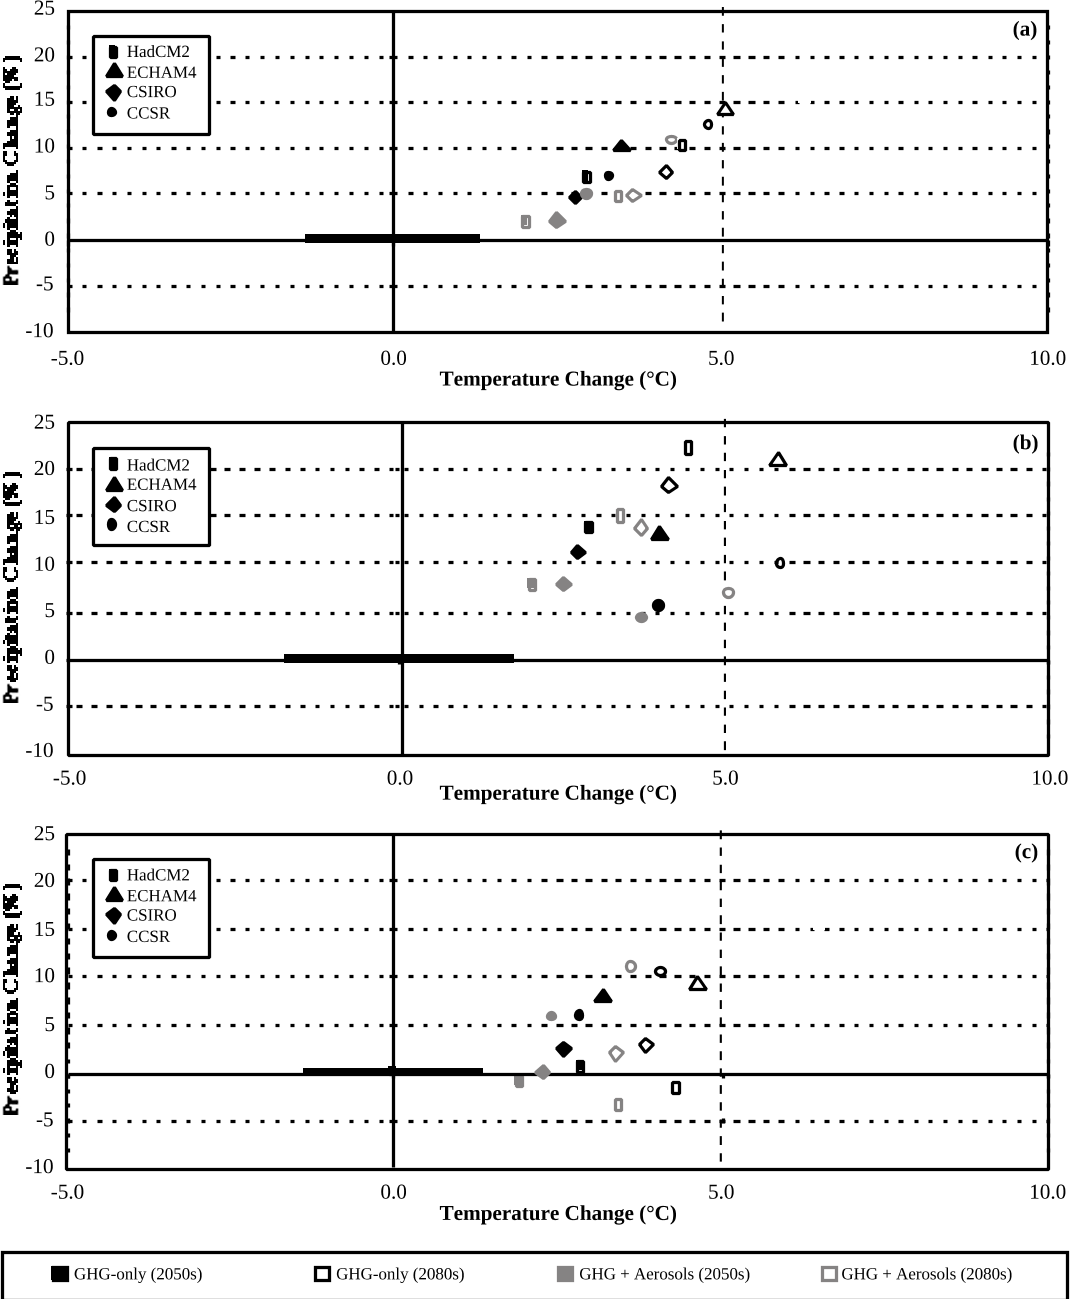 25
(a)
HadCM2
20
ECHAM4
CSIRO
15
CCSR
10
5
0
-5
-10
Precipitation Change [%]
-5.0 0.0 5.0 10.0
Temperature Change (°C)
25
(b)
HadCM2
20
ECHAM4
CSIRO
15
CCSR
10
5
0
-5
-10
Precipitation Change [%]
-5.0 0.0 5.0 10.0
Temperature Change (°C)
25
(c)
HadCM2
20
ECHAM4
CSIRO
15
CCSR
10
5
0
-5
-10
Precipitation Change [%]
-5.0 0.0 5.0 10.0
Temperature Change (°C)
GHG-only (2050s) GHG-only (2080s) GHG + Aerosols (2050s) GHG + Aerosols (2080s)